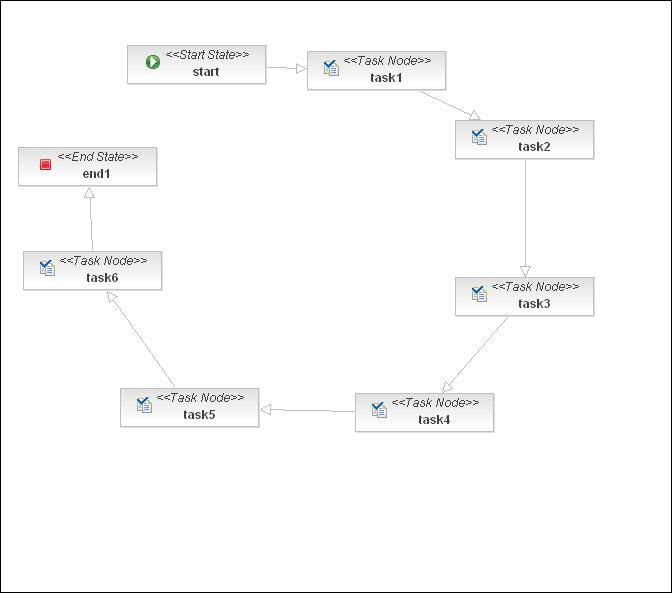 <<Start State>>
start
<<Task Node>>
task1
<<Task Node>>
task2
<<Task Node>>
task3
<<Task Node>>
task4
<<Task Node>>
task5
<<Task Node>>
task6
<<End State>>
end1